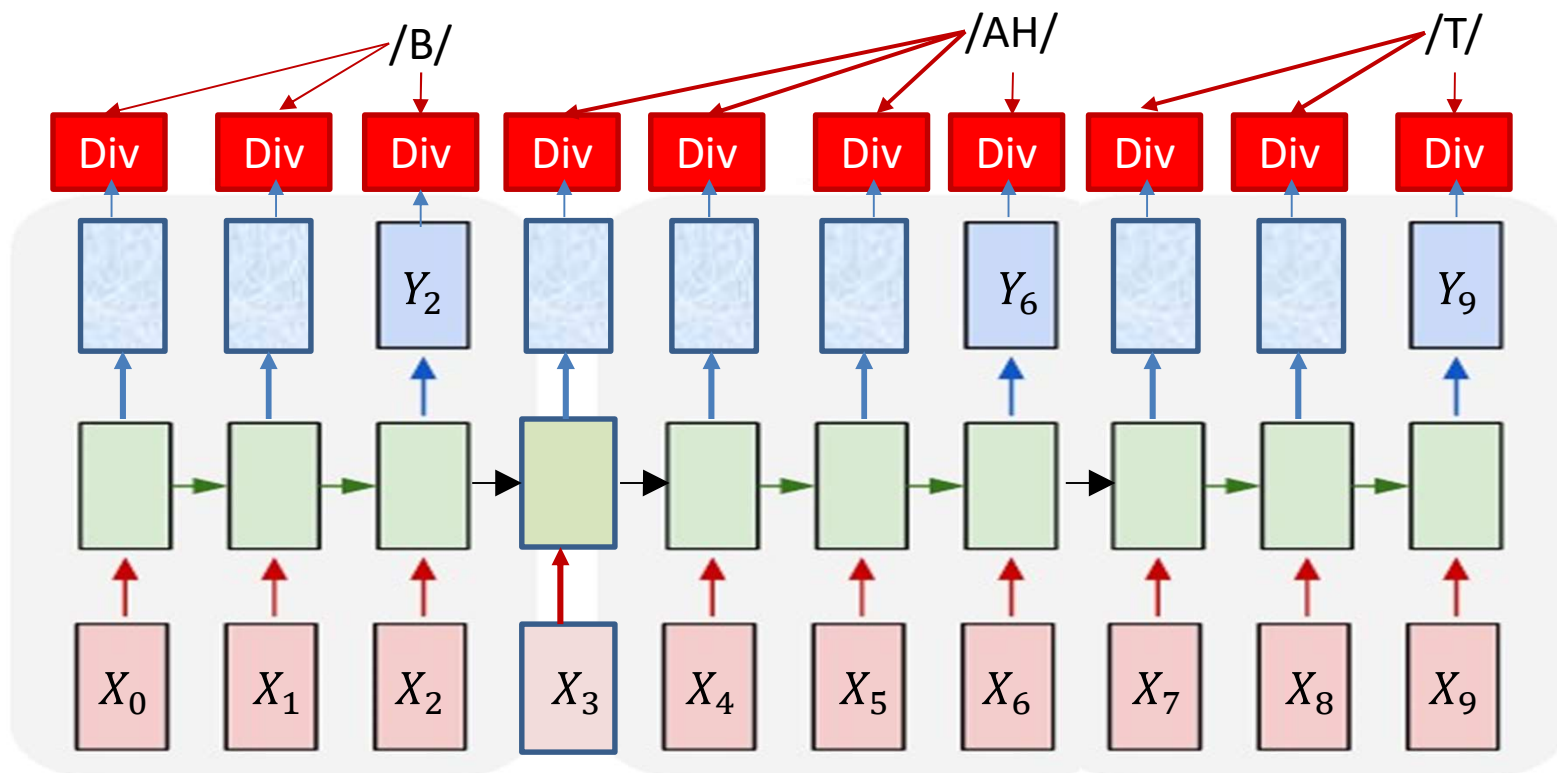 /B/ /AH/ /T/
Div Div Div Div Div Div Div Div Div Div
Y₂ Y₆ Y₉
X₀ X₁ X₂ X₃ X₄ X₅ X₆ X₇ X₈ X₉